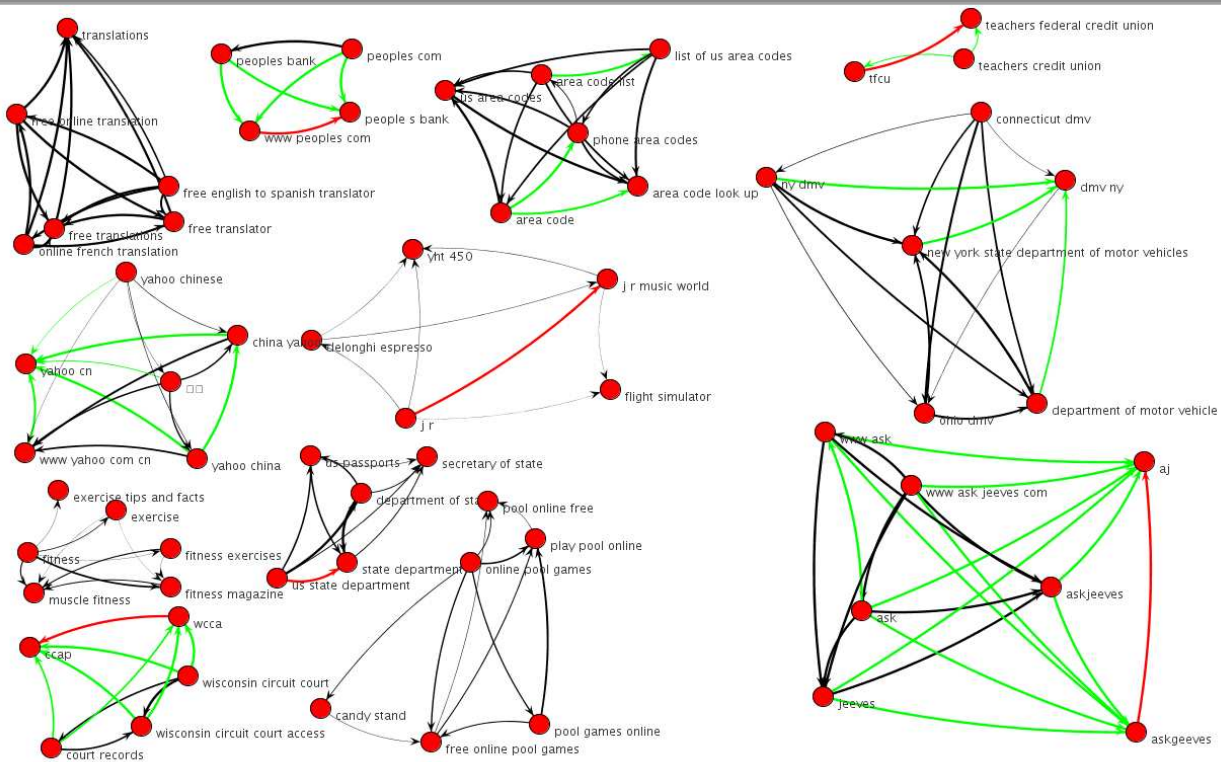 translations
free online translation
free english to spanish translator
free translator
free translations
online french translation
peoples bank
peoples com
people s bank
www peoples com
list of us area codes
area code list
us area codes
phone area codes
area code look up
area code
teachers federal credit union
teachers credit union
tfcu
connecticut dmv
ny dmv
dmv ny
new york state department of motor vehicles
ohio dmv
department of motor vehicle
yahoo chinese
china yahoo
yahoo cn
www yahoo com cn
yahoo china
yht 450
j r music world
delonghi espresso
flight simulator
j r
us passports
secretary of state
department of state
state department
us state department
exercise tips and facts
exercise
fitness
fitness exercises
fitness magazine
muscle fitness
pool online free
play pool online
online pool games
candy stand
pool games online
free online pool games
wcca
ccap
wisconsin circuit court
wisconsin circuit court access
court records
www ask
aj
www ask jeeves com
askjeeves
ask
jeeves
askgeeves